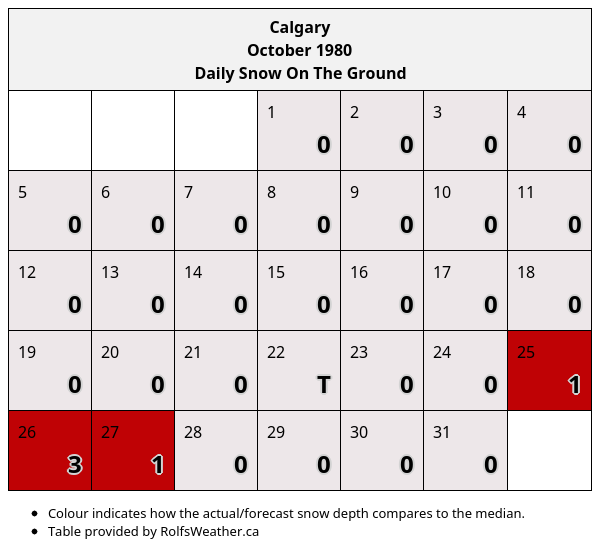 Calgary
October 1980
Daily Snow On The Ground
1 2 3 4
0 0 0 0
5 6 7 8 9 10 11
0 0 0 0 0 0 0
12 13 14 15 16 17 18
0 0 0 0 0 0 0
19 20 21 22 23 24 25
0 0 0 T 0 0 1
26 27 28 29 30 31
3 1 0 0 0 0
Colour indicates how the actual/forecast snow depth compares to the median.
Table provided by RolfsWeather.ca